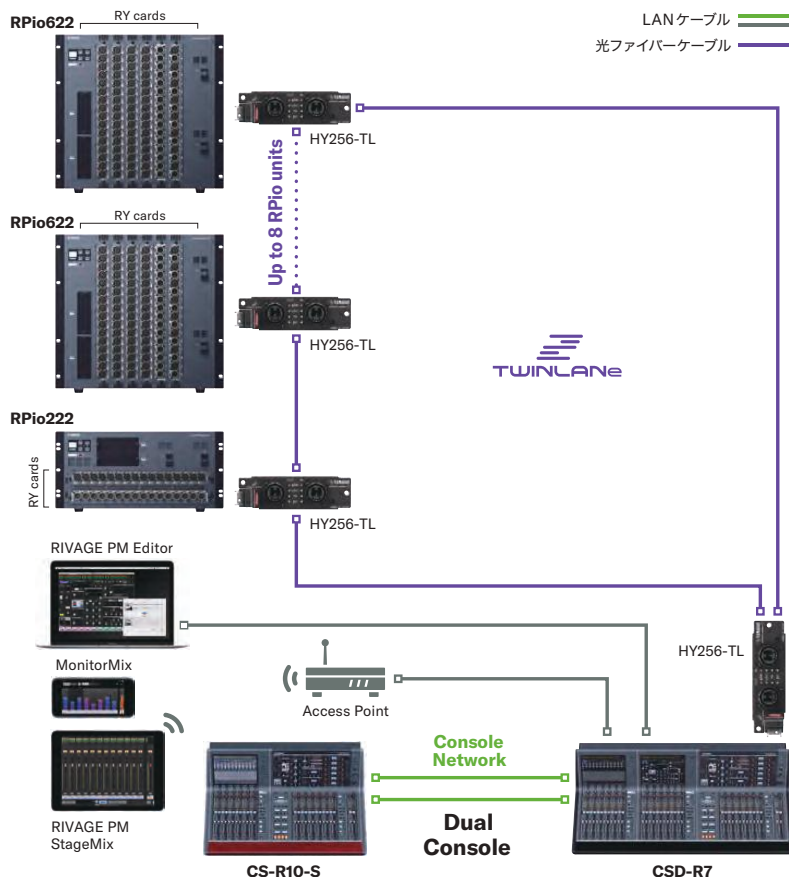 RPio622
RY cards
LANケーブル
光ファイバーケーブル
HY256-TL
Up to 8 RPio units
RPio622
RY cards
HY256-TL
TWINLANe
RPio222
RY cards
HY256-TL
RIVAGE PM Editor
MonitorMix
Access Point
HY256-TL
RIVAGE PM
StageMix
Console
Network
Dual
Console
CS-R10-S
CSD-R7